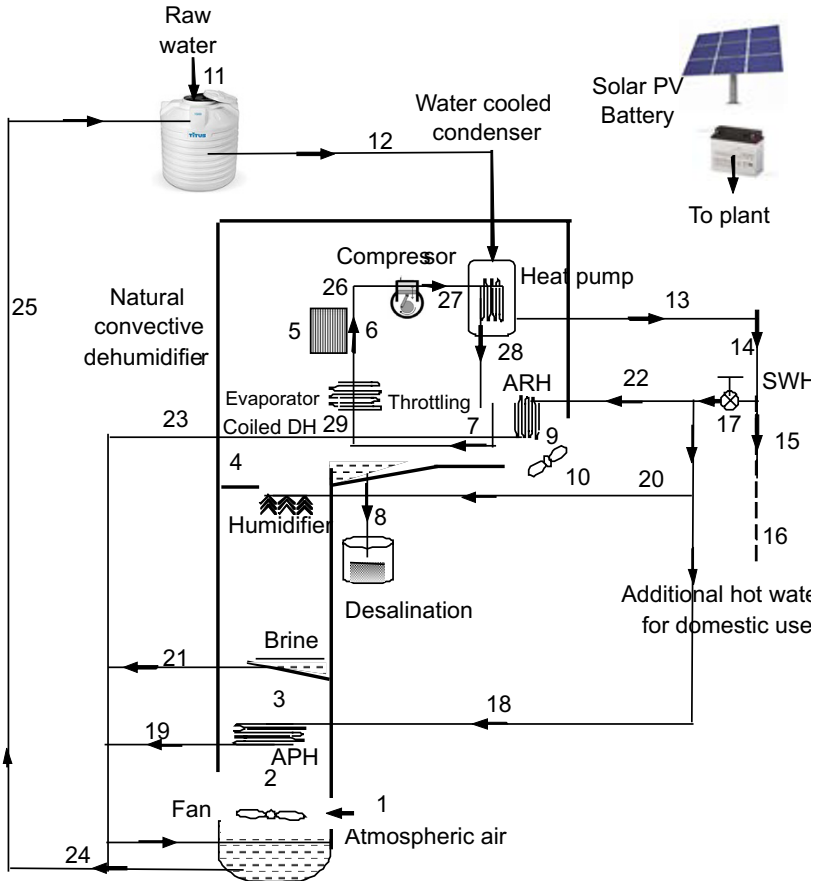 Raw
water
11
TITUS
12
Water cooled
condenser
Solar PV
Battery
To plant
Compressor
Heat pump
25
Natural
convective
dehumidifier
26
27
13
5
6
28
14
ARH
22
SWH
Evaporator
Throttling
23
Coiled DH
29
7
9
17
15
4
10
20
Humidifier
8
16
Desalination
Additional hot wate
for domestic use
Brine
21
3
18
19
APH
2
Fan
1
Atmospheric air
24